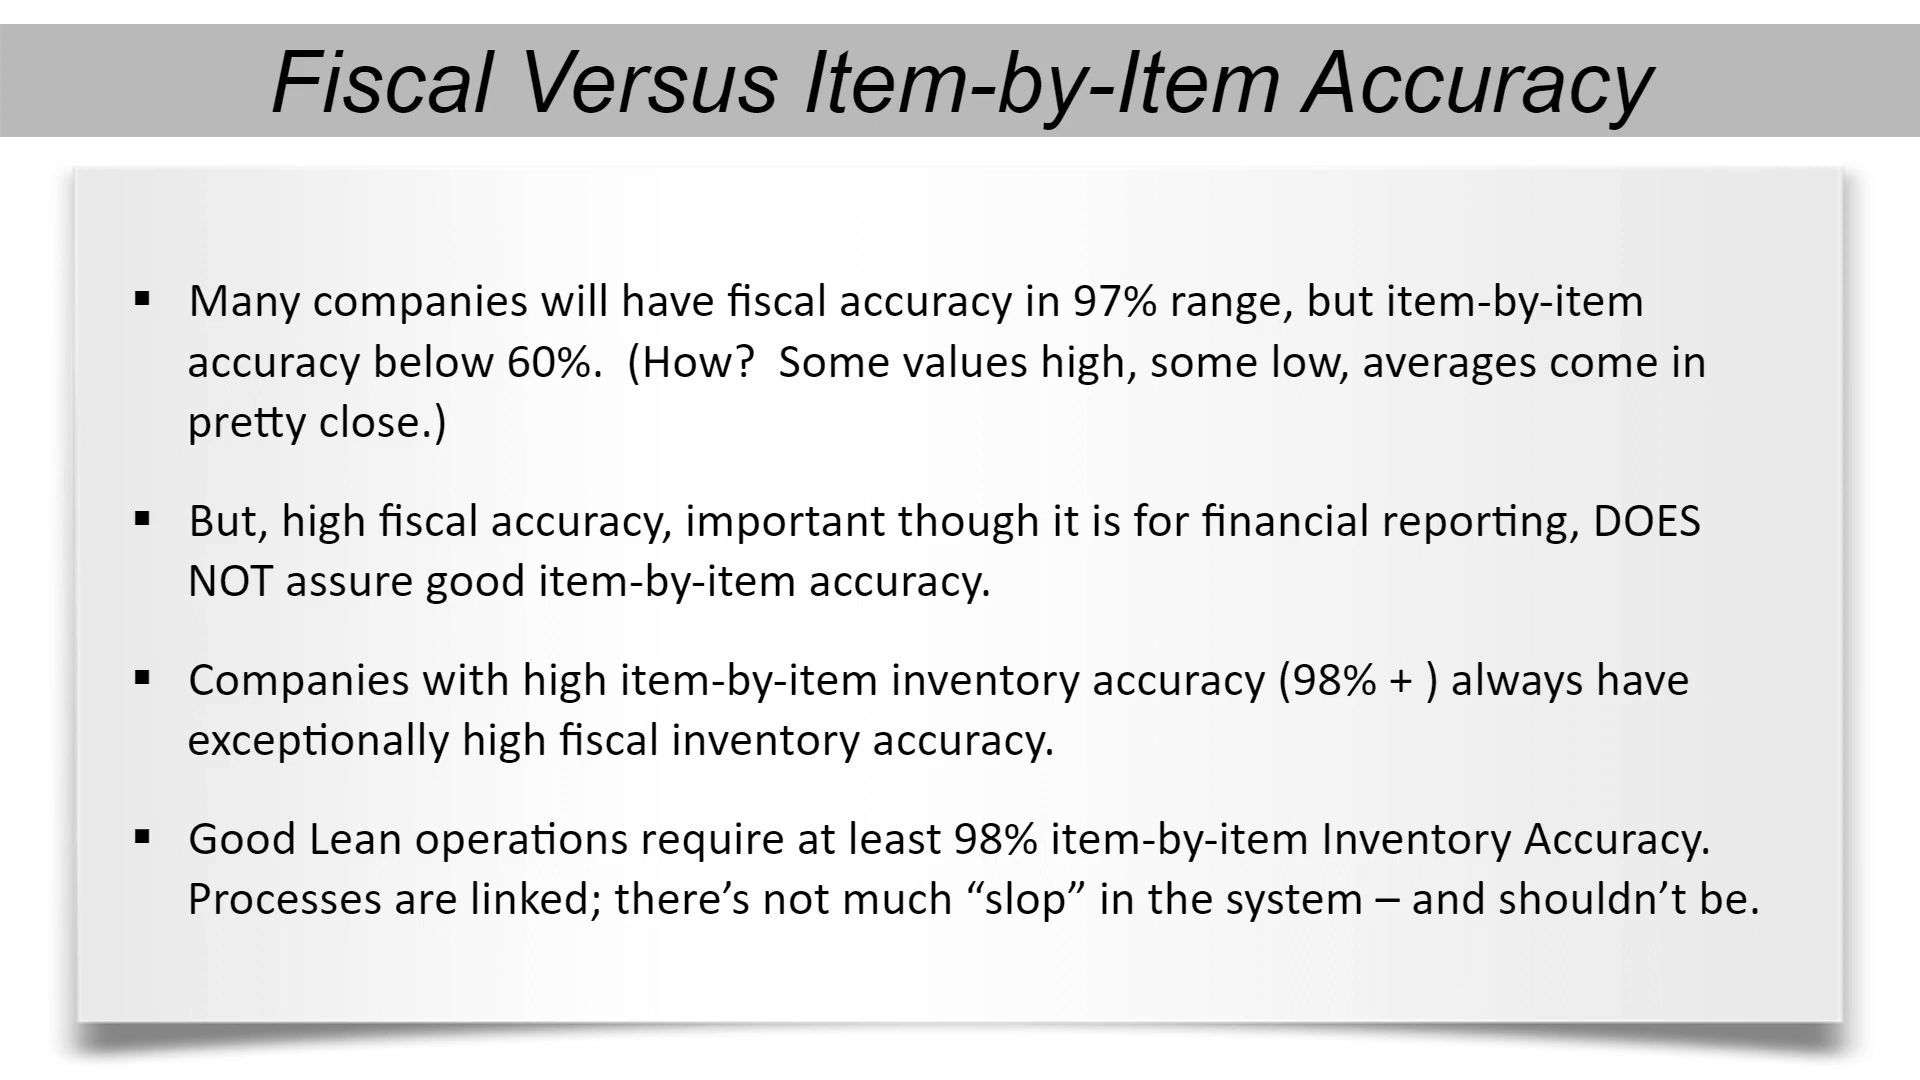 Fiscal Versus Item-by-Item Accuracy
▪ Many companies will have fiscal accuracy in 97% range, but item-by-item
accuracy below 60%.  (How?  Some values high, some low, averages come in
pretty close.)
▪ But, high fiscal accuracy, important though it is for financial reporting, DOES
NOT assure good item-by-item accuracy.
▪ Companies with high item-by-item inventory accuracy (98% + ) always have
exceptionally high fiscal inventory accuracy.
▪ Good Lean operations require at least 98% item-by-item Inventory Accuracy.
Processes are linked; there’s not much “slop” in the system – and shouldn’t be.